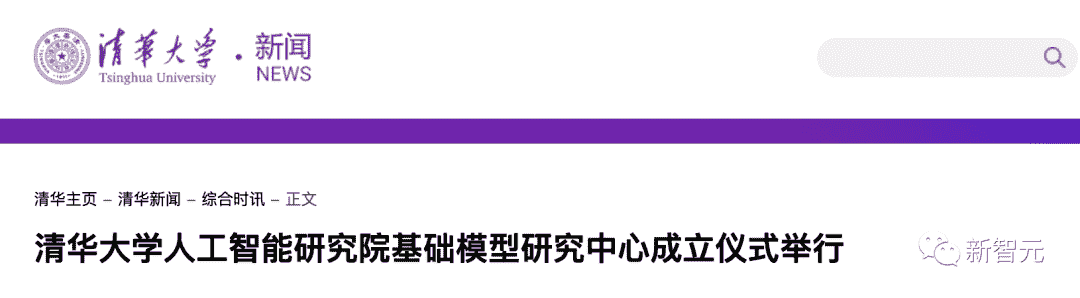 清華大学 · 新闻
Tsinghua University NEWS
清华主页 – 清华新闻 – 综合时讯 – 正文
清华大学人工智能研究院基础模型研究中心成立仪式举行
新智元